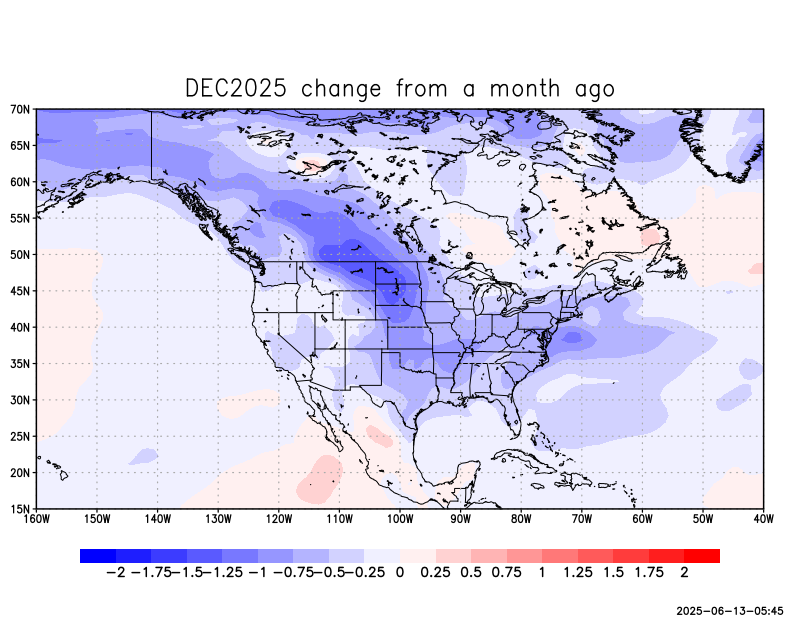 DEC2025 change from a month ago
70N
65N
60N
55N
50N
45N
40N
35N
30N
25N
20N
15N
160W 150W 140W 130W 120W 110W 100W 90W 80W 70W 60W 50W 40W
−2 −1.75 −1.5 −1.25 −1 −0.75 −0.5 −0.25 0 0.25 0.5 0.75 1 1.25 1.5 1.75 2
2025-06-13-05:45